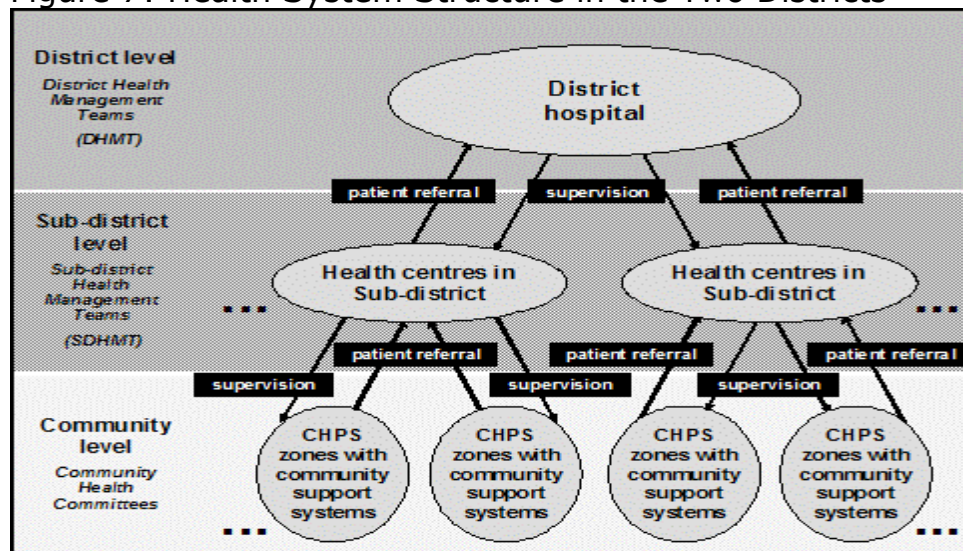 Figure 7: Health System Structure in the Two Districts
District level
District Health
Management
Teams
(DHMT)
District
hospital
patient referral
supervision
patient referral
Sub-district
level
Sub-district
Health
Management
Teams
(SDHMT)
Health centres in
Sub-district
Health centres in
Sub-district
...
...
patient referral
patient referral
patient referral
supervision
supervision
supervision
Community
level
Community
Health
Committees
CHPS
zones with
community
support
systems
CHPS
zones with
community
support
systems
CHPS
zones with
community
support
systems
CHPS
zones with
community
support
systems
...
...